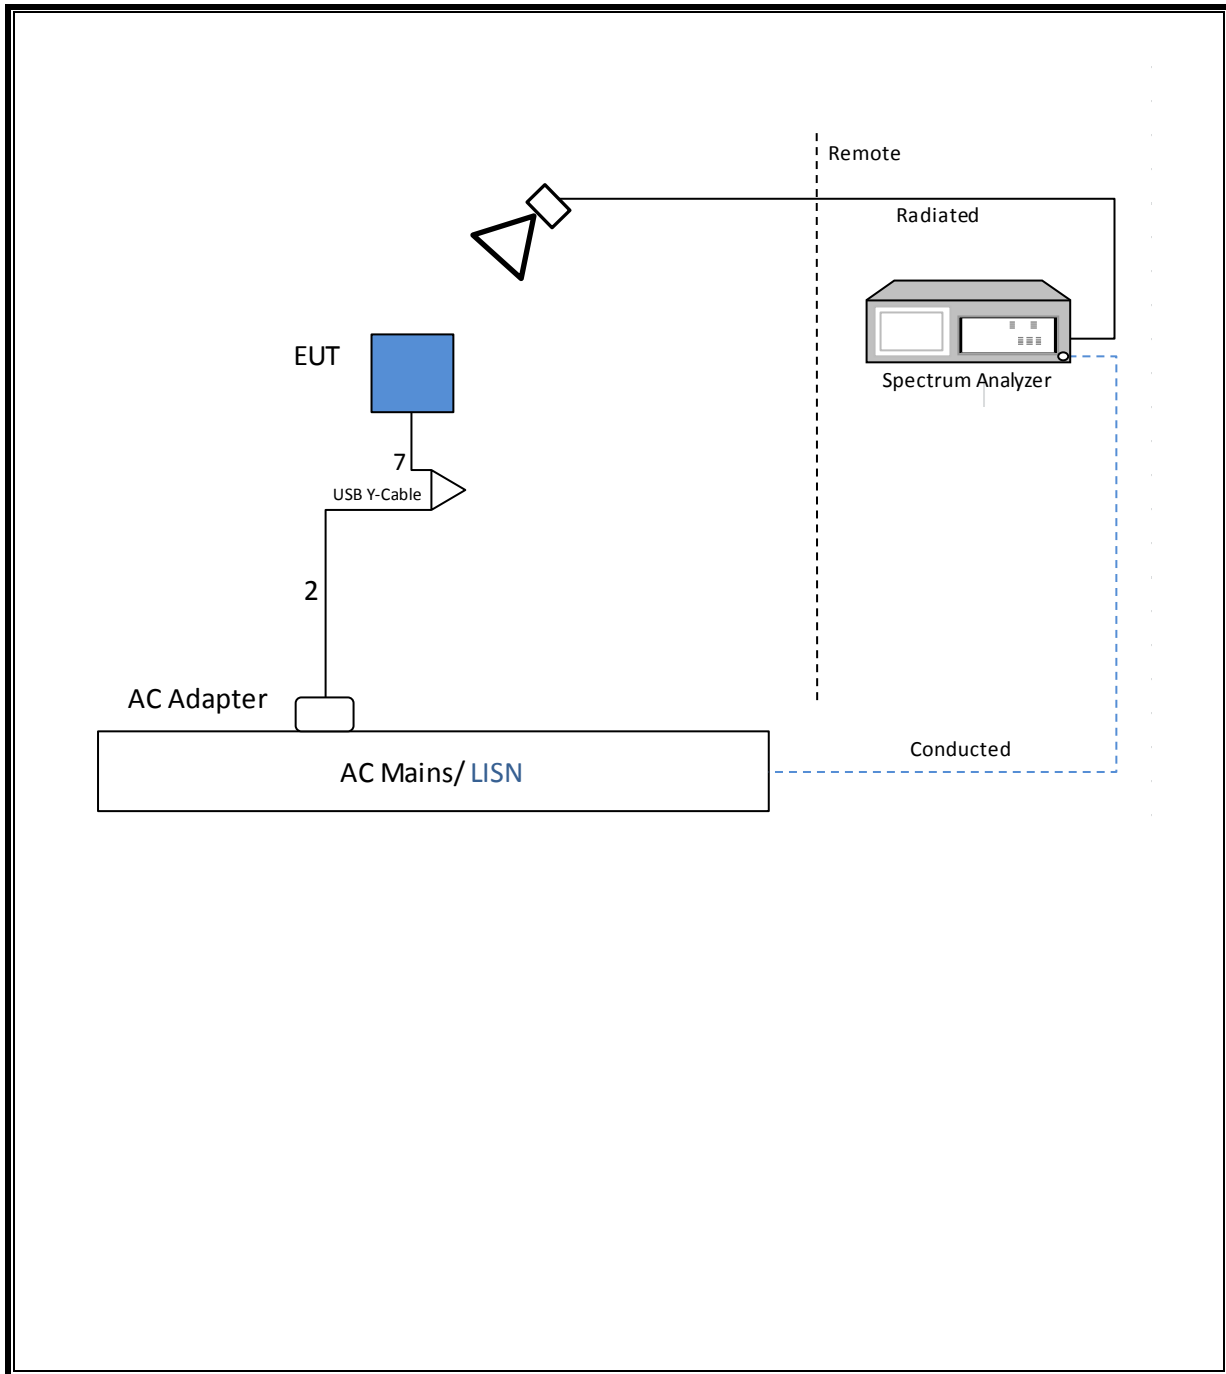 Remote
Radiated
EUT
Spectrum Analyzer
7
USB Y-Cable
2
AC Adapter
Conducted
AC Mains/ LISN